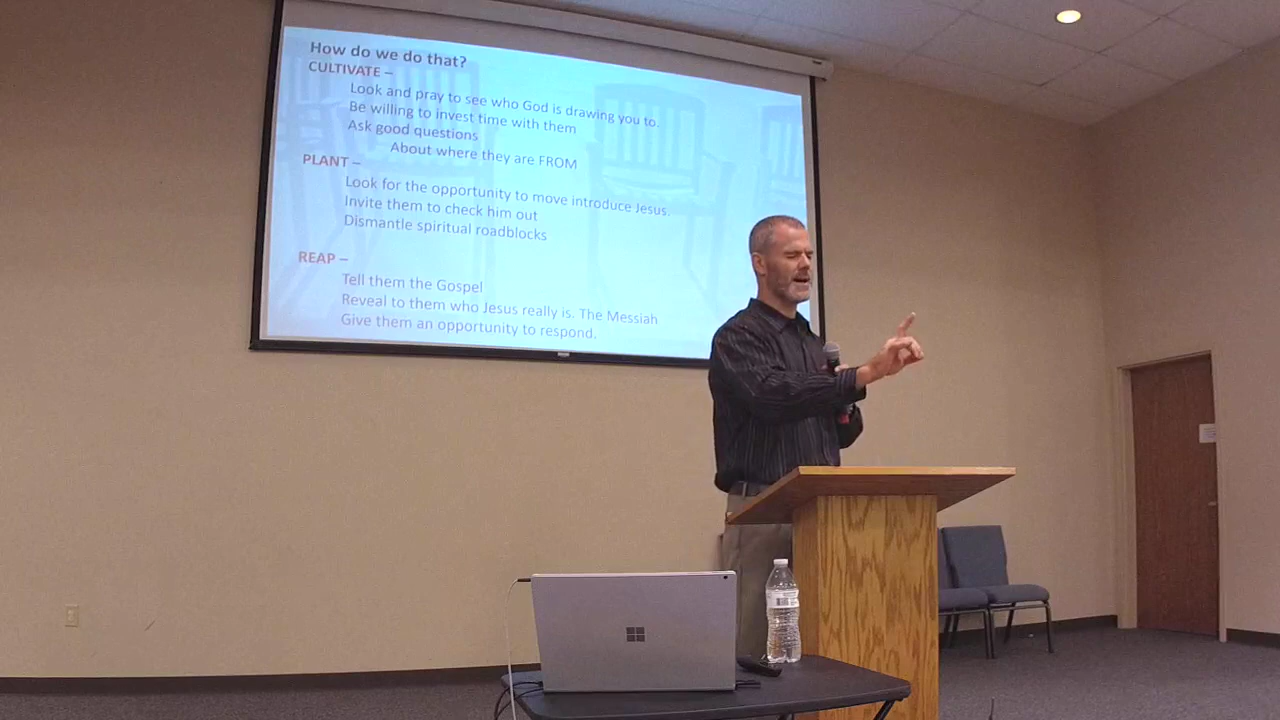 How do we do that?
CULTIVATE –
Look and pray to see who God is drawing you to.
Be willing to invest time with them
Ask good questions
About where they are FROM
PLANT –
Look for the opportunity to move introduce Jesus.
Invite them to check him out
Dismantle spiritual roadblocks
REAP –
Tell them the Gospel
Reveal to them who Jesus really is. The Messiah
Give them an opportunity to respond.